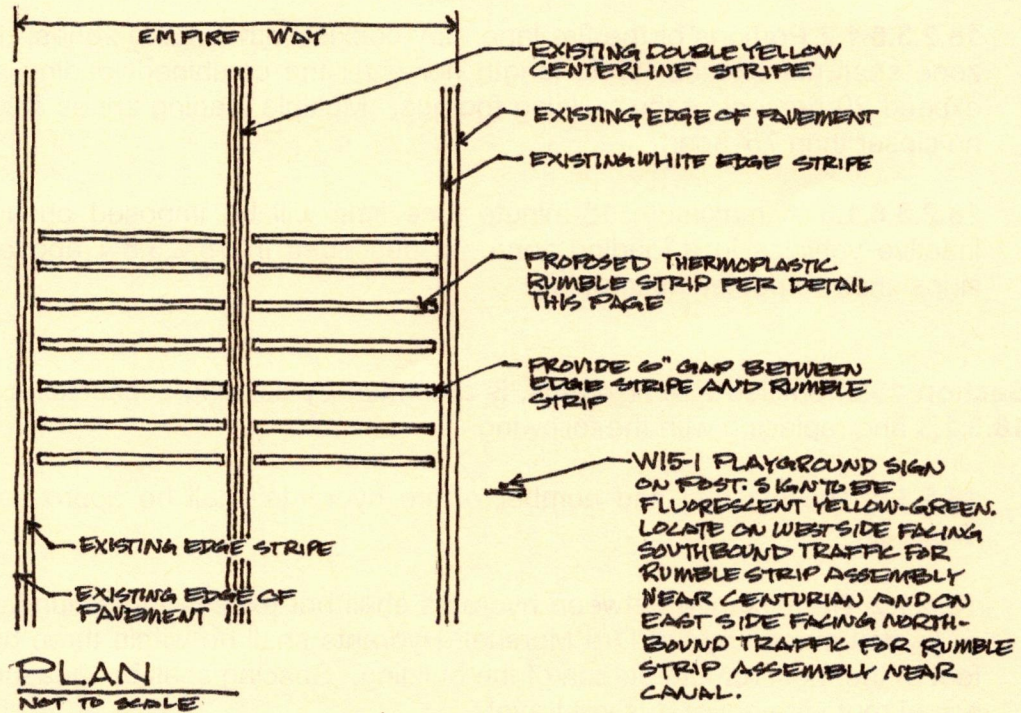 EMPIRE WAY
EXISTING DOUBLE YELLOW
CENTERLINE STRIPE
EXISTING EDGE OF PAVEMENT
EXISTING WHITE EDGE STRIPE
PROPOSED THERMOPLASTIC
RUMBLE STRIP PER DETAIL
THIS PAGE
PROVIDE 6" GAP BETWEEN
EDGE STRIPE AND RUMBLE
STRIP
W15-1 PLAYGROUND SIGN
ON POST. SIGN TO BE
FLUORESCENT YELLOW-GREEN.
LOCATE ON WEST SIDE FACING
SOUTHBOUND TRAFFIC FOR
RUMBLE STRIP ASSEMBLY
NEAR CENTURIAN AND ON
EAST SIDE FACING NORTH-
BOUND TRAFFIC FOR RUMBLE
STRIP ASSEMBLY NEAR
CANAL.
EXISTING EDGE STRIPE
EXISTING EDGE OF
PAVEMENT
PLAN
NOT TO SCALE